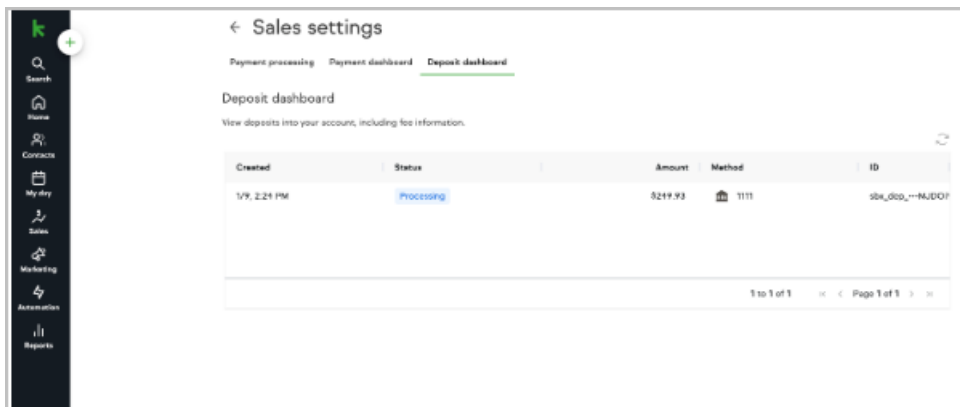 ← Sales settings
Payment processing Payment dashboard Deposit dashboard
Deposit dashboard
View deposits into your account, including fee information.
Created Status Amount Method ID
1/9, 2:24 PM Processing $249.93 1111
1 to 1 of 1 Page 1 of 1
Search
Home
Contacts
My day
Sales
Marketing
Automation
Reports